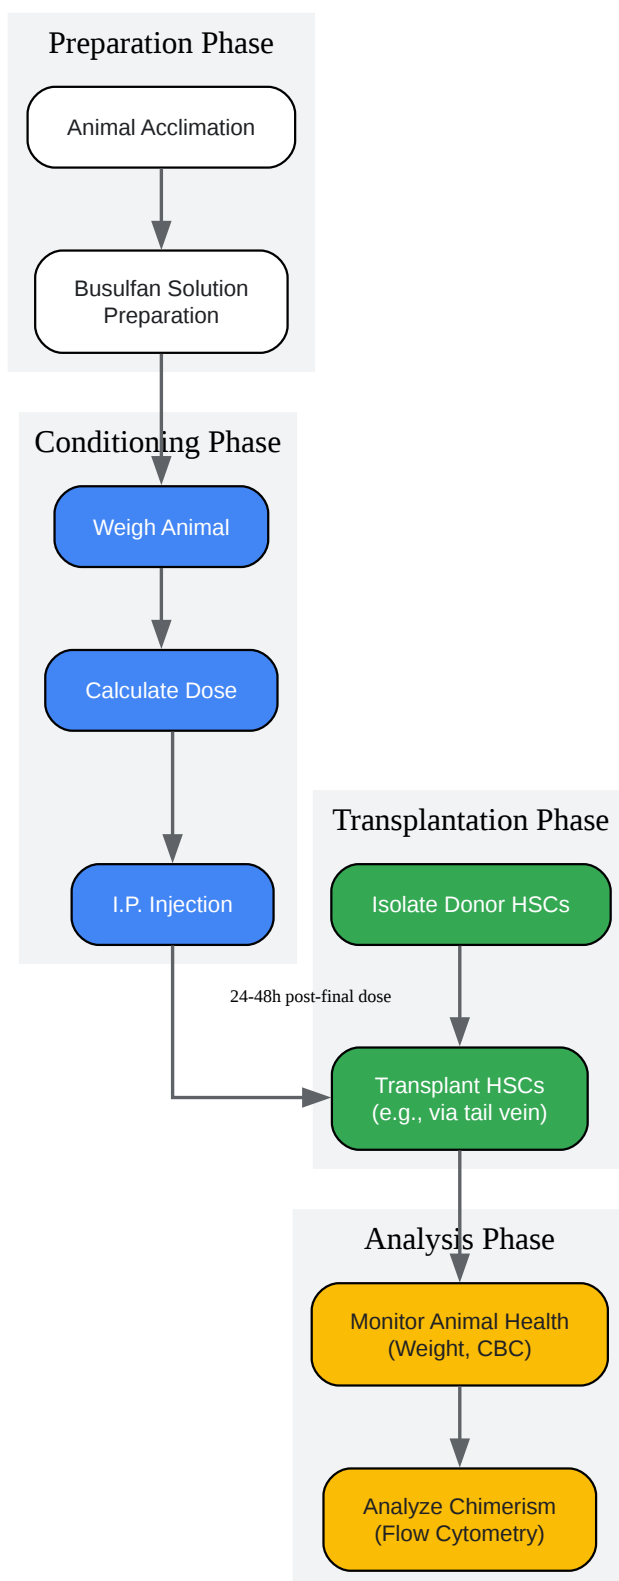 Preparation Phase
Animal Acclimation
Busulfan Solution
Preparation
Conditioning Phase
Weigh Animal
Calculate Dose
I.P. Injection
Transplantation Phase
Isolate Donor HSCs
24-48h post-final dose
Transplant HSCs
(e.g., via tail vein)
Analysis Phase
Monitor Animal Health
(Weight, CBC)
Analyze Chimerism
(Flow Cytometry)